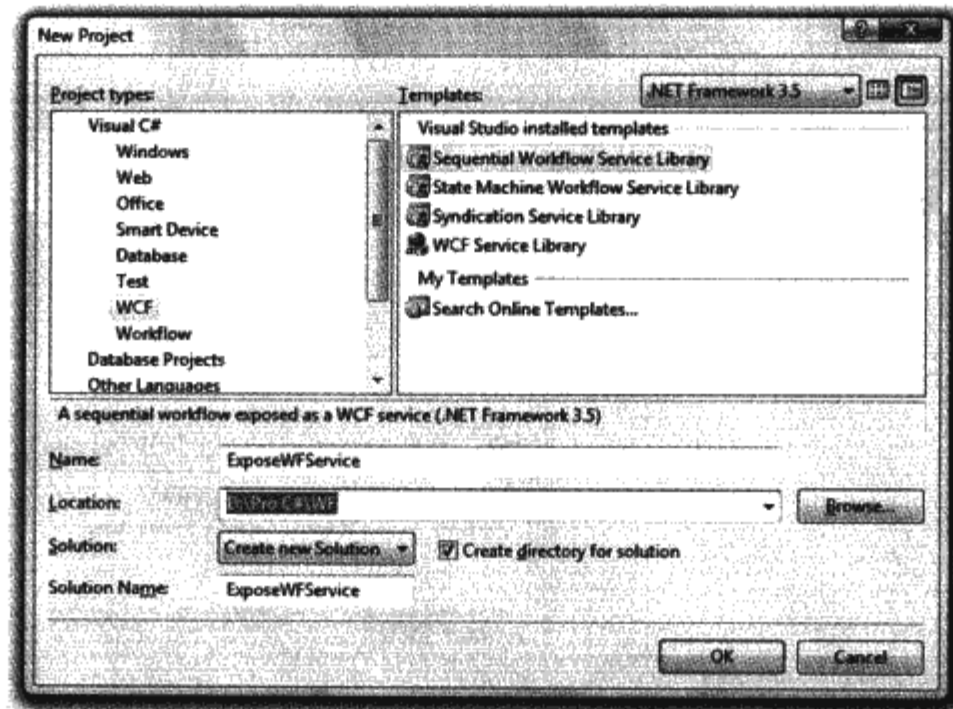 New Project
Project types:
Templates:
.NET Framework 3.5
Visual C#
Windows
Web
Office
Smart Device
Database
Test
WCF
Workflow
Database Projects
Other Languages
Visual Studio installed templates
Sequential Workflow Service Library
State Machine Workflow Service Library
Syndication Service Library
WCF Service Library
My Templates
Search Online Templates...
A sequential workflow exposed as a WCF service (.NET Framework 3.5)
Name:
ExposeWFService
Location:
Pro C#\WF
Browse...
Solution:
Create new Solution
Create directory for solution
Solution Name:
ExposeWFService
OK
Cancel